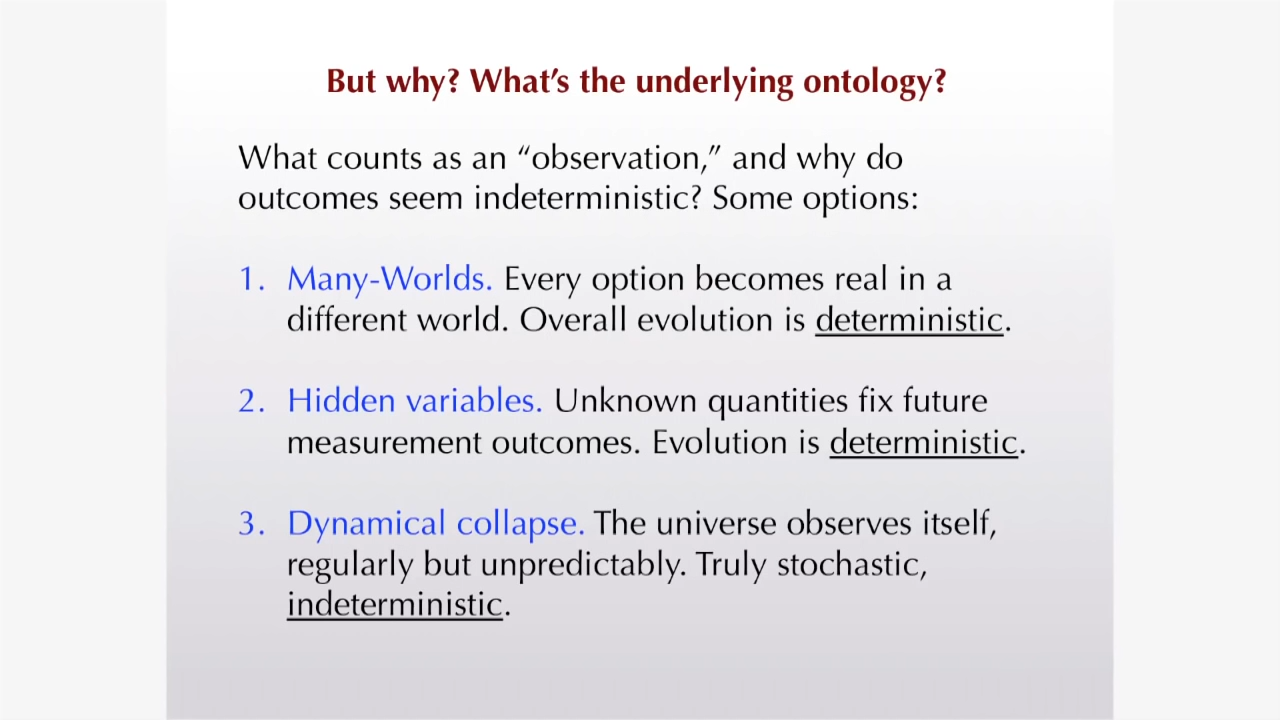 But why? What’s the underlying ontology?
What counts as an “observation,” and why do
outcomes seem indeterministic? Some options:
1. Many-Worlds. Every option becomes real in a
different world. Overall evolution is deterministic.
2. Hidden variables. Unknown quantities fix future
measurement outcomes. Evolution is deterministic.
3. Dynamical collapse. The universe observes itself,
regularly but unpredictably. Truly stochastic,
indeterministic.